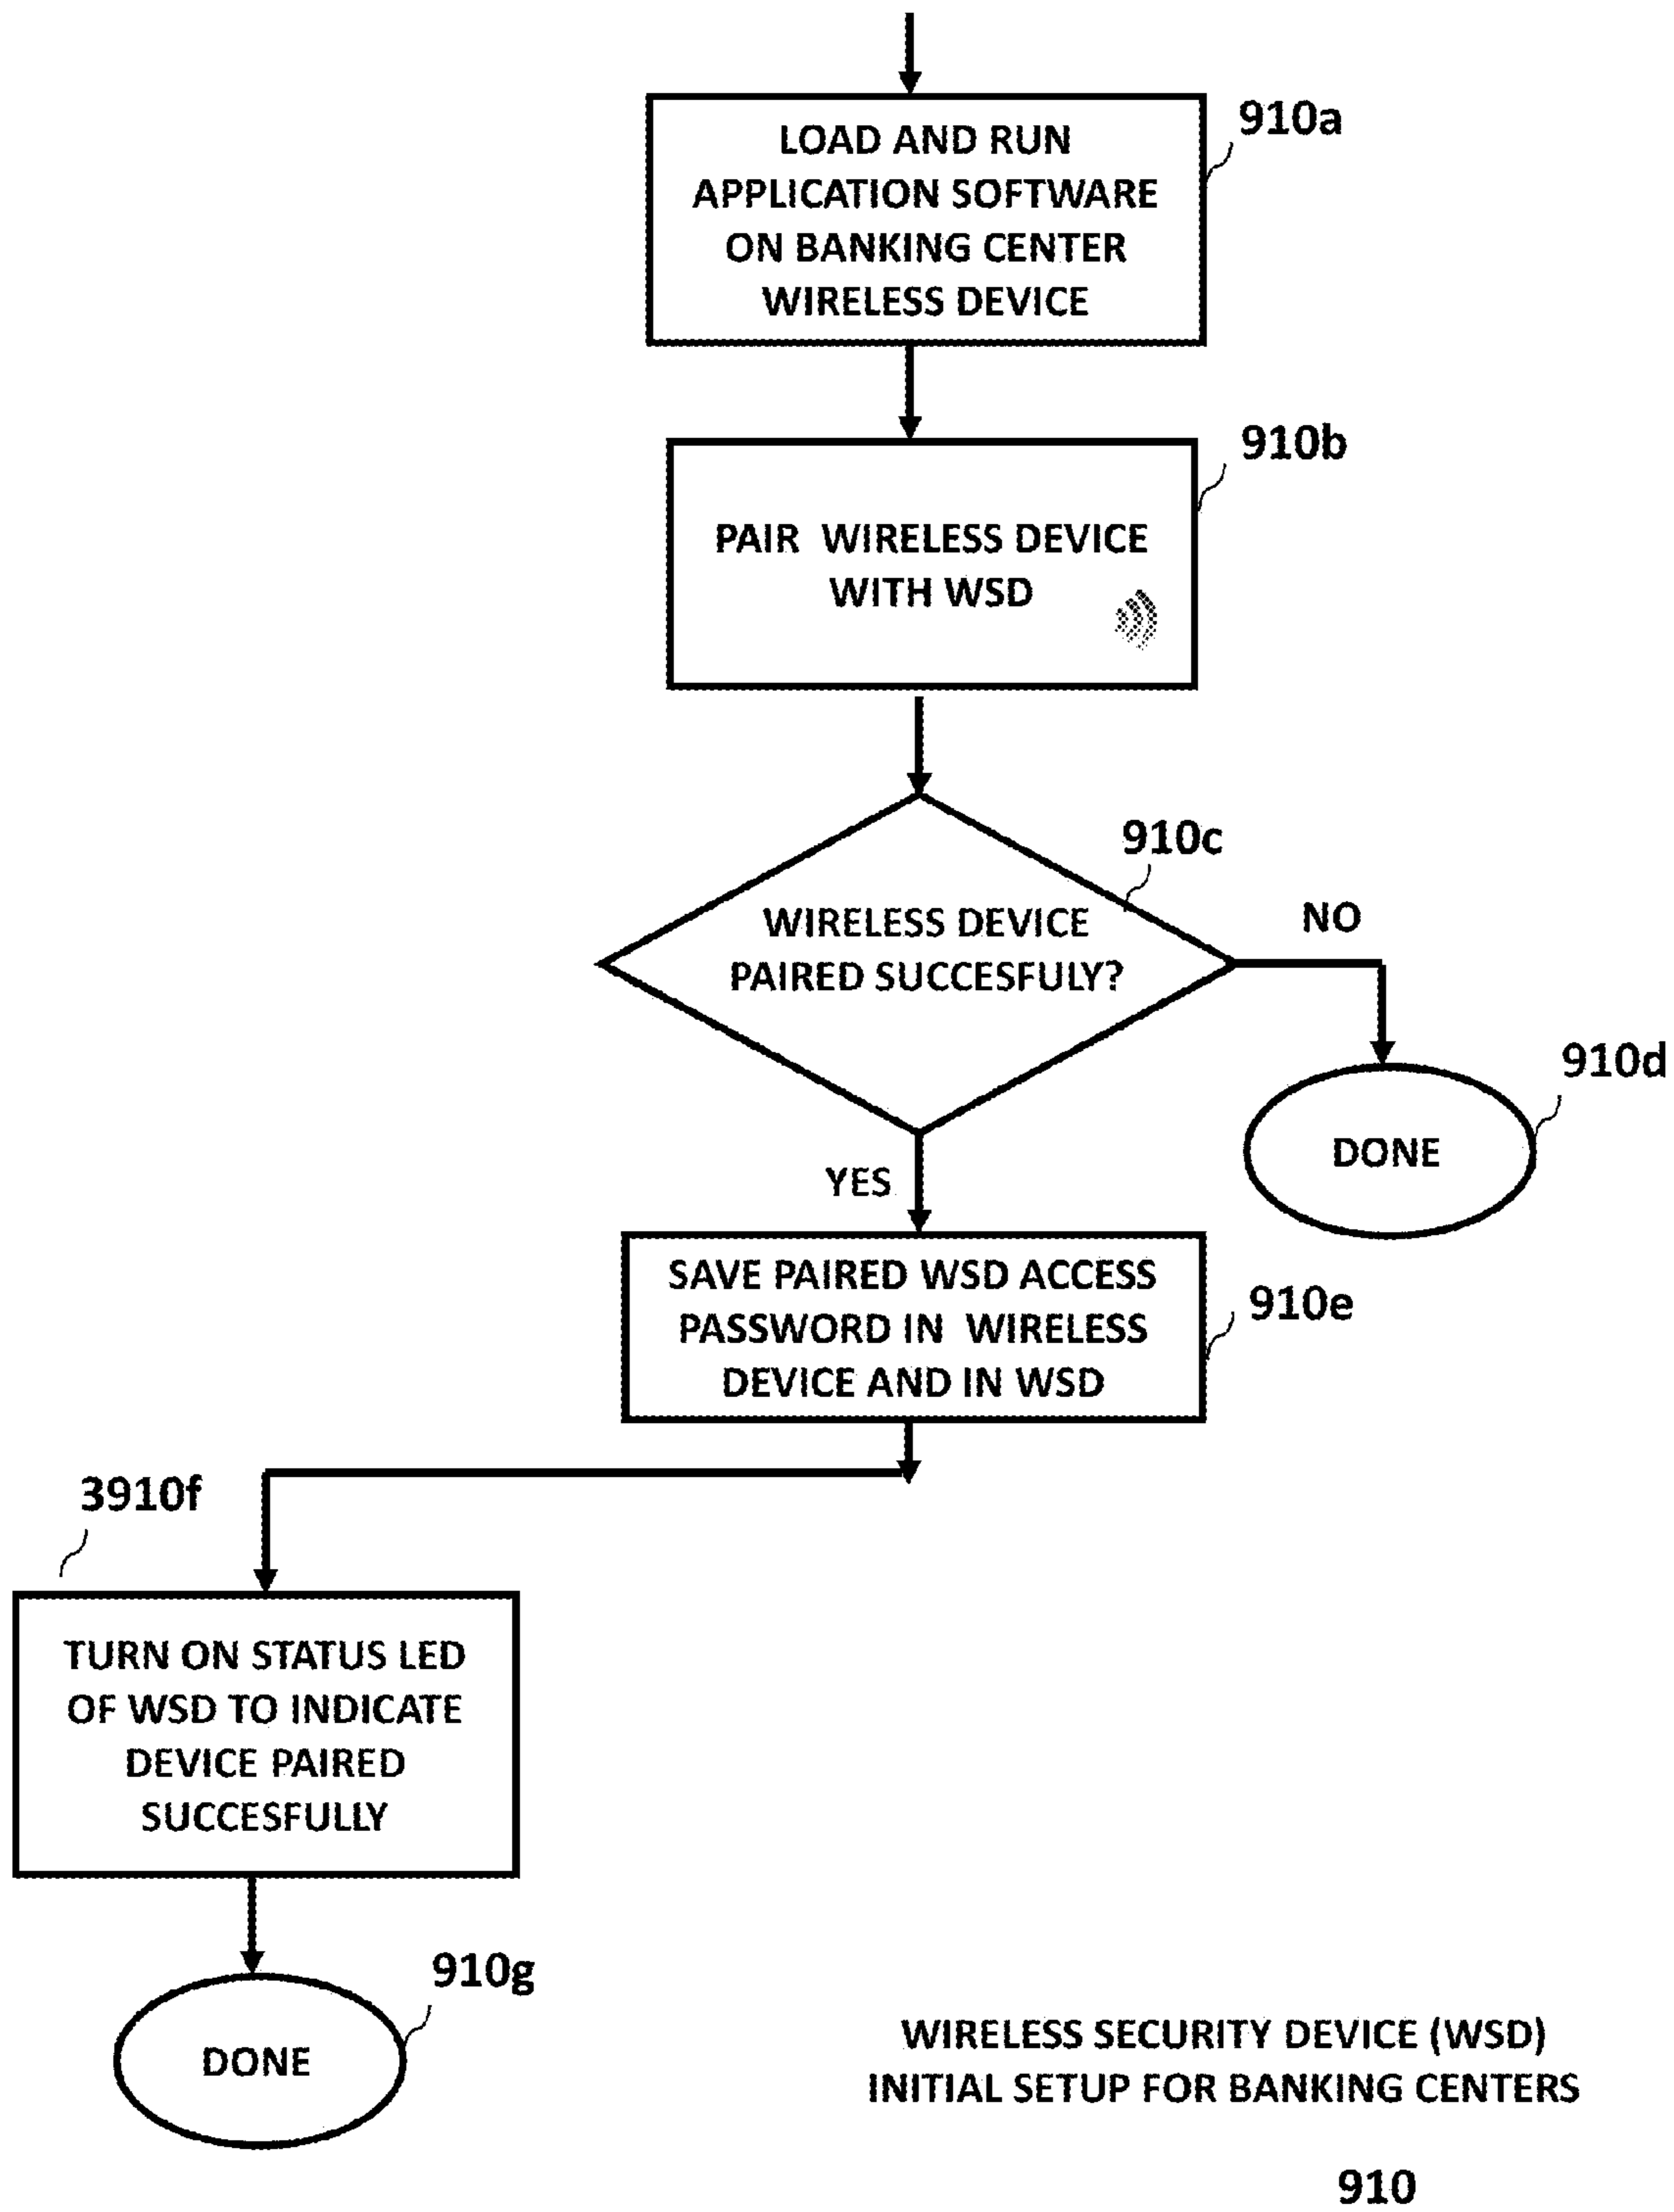 910a
LOAD AND RUN
APPLICATION SOFTWARE
ON BANKING CENTER
WIRELESS DEVICE
910b
PAIR WIRELESS DEVICE
WITH WSD
910c
WIRELESS DEVICE
PAIRED SUCCESFULY?
NO
910d
DONE
YES
SAVE PAIRED WSD ACCESS
PASSWORD IN WIRELESS
DEVICE AND IN WSD
910e
3910f
TURN ON STATUS LED
OF WSD TO INDICATE
DEVICE PAIRED
SUCCESFULLY
910g
DONE
WIRELESS SECURITY DEVICE (WSD)
INITIAL SETUP FOR BANKING CENTERS
910